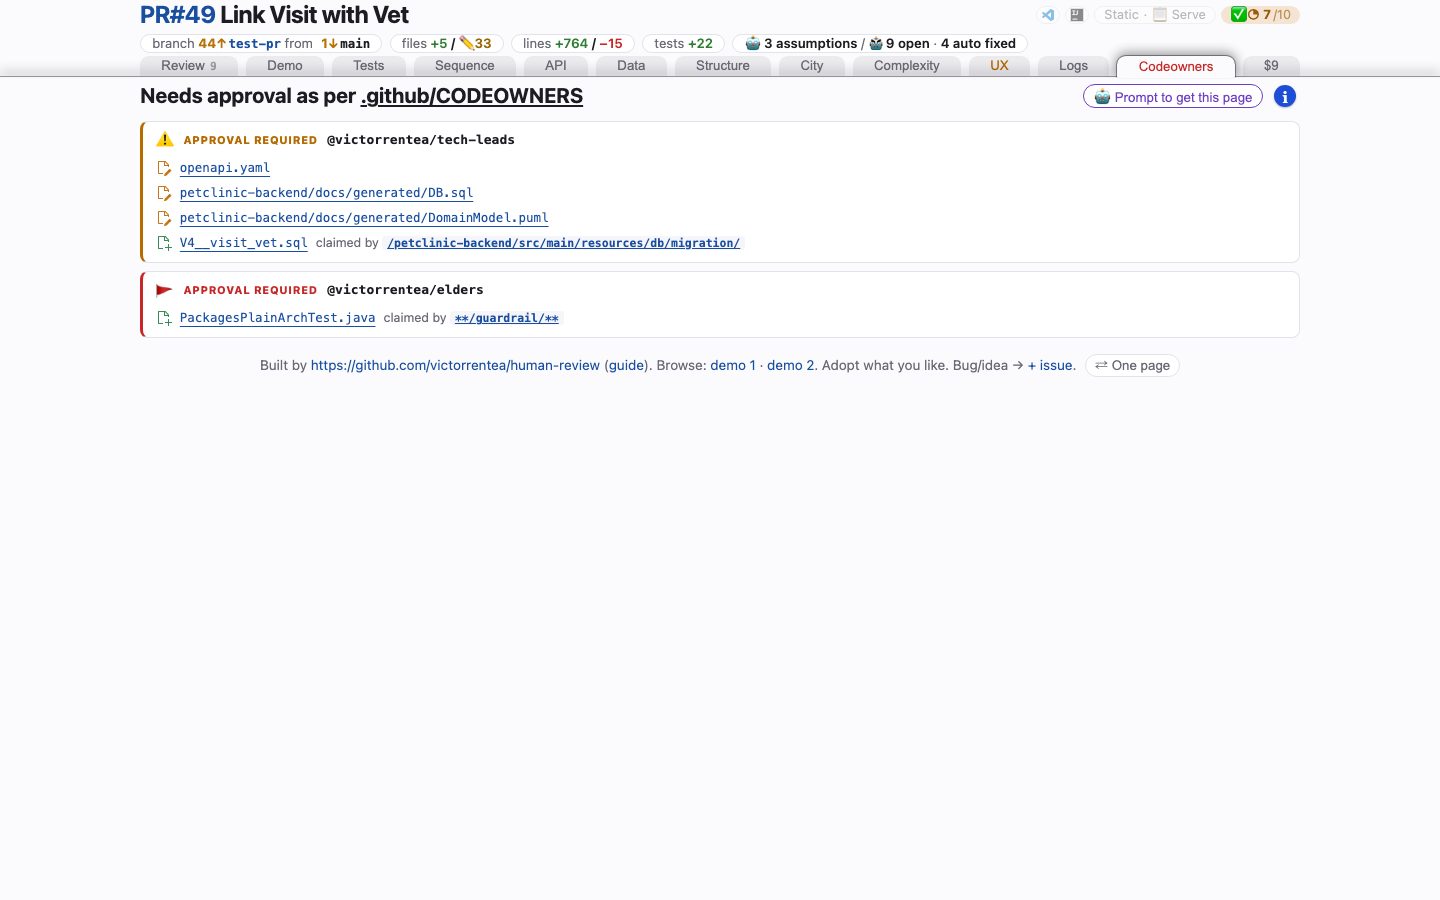 PR#49 Link Visit with Vet
Static · Serve
7/10
branch 44↑ test-pr from 1↓ main
files +5 / 33
lines +764 / −15
tests +22
3 assumptions / 9 open · 4 auto fixed
Review 9
Demo
Tests
Sequence
API
Data
Structure
City
Complexity
UX
Logs
Codeowners
$9
Needs approval as per .github/CODEOWNERS
Prompt to get this page
i
APPROVAL REQUIRED @victorrentea/tech-leads
openapi.yaml
petclinic-backend/docs/generated/DB.sql
petclinic-backend/docs/generated/DomainModel.puml
V4__visit_vet.sql claimed by /petclinic-backend/src/main/resources/db/migration/
APPROVAL REQUIRED @victorrentea/elders
PackagesPlainArchTest.java claimed by **/guardrail/**
Built by https://github.com/victorrentea/human-review (guide). Browse: demo 1 · demo 2. Adopt what you like. Bug/idea → + issue. ⇄ One page